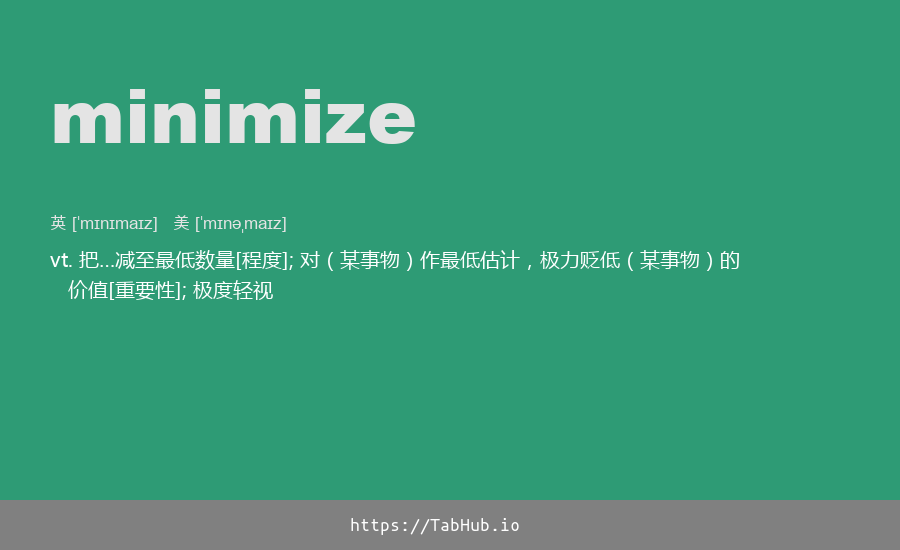 minimize
英 [ˈmɪnɪmaɪz] 美 [ˈmɪnəˌmaɪz]
vt. 把…减至最低数量[程度]; 对（某事物）作最低估计，极力贬低（某事物）的
价值[重要性]; 极度轻视
https://TabHub.io